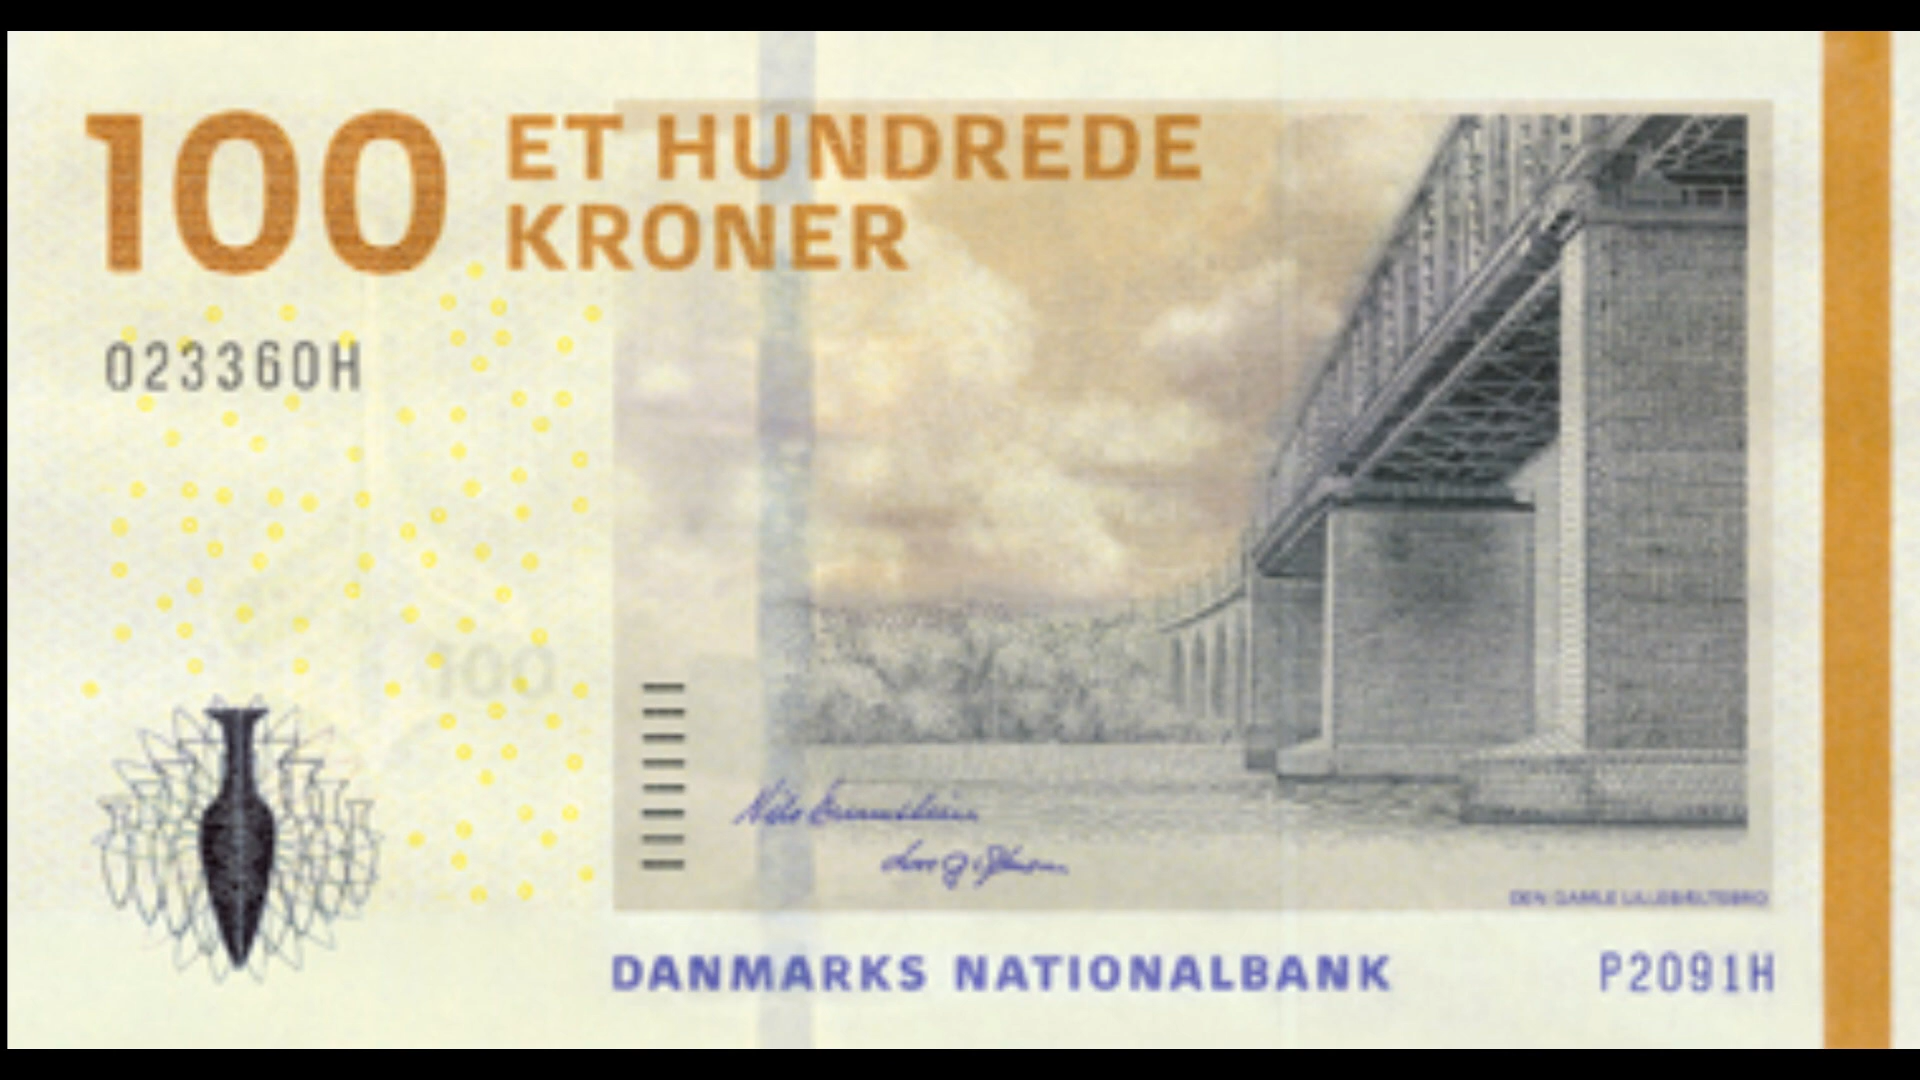 100
ET HUNDREDE
KRONER
023360H
100
DEN GAMLE LILLEBÆLTSBRO
DANMARKS NATIONALBANK
P2091H